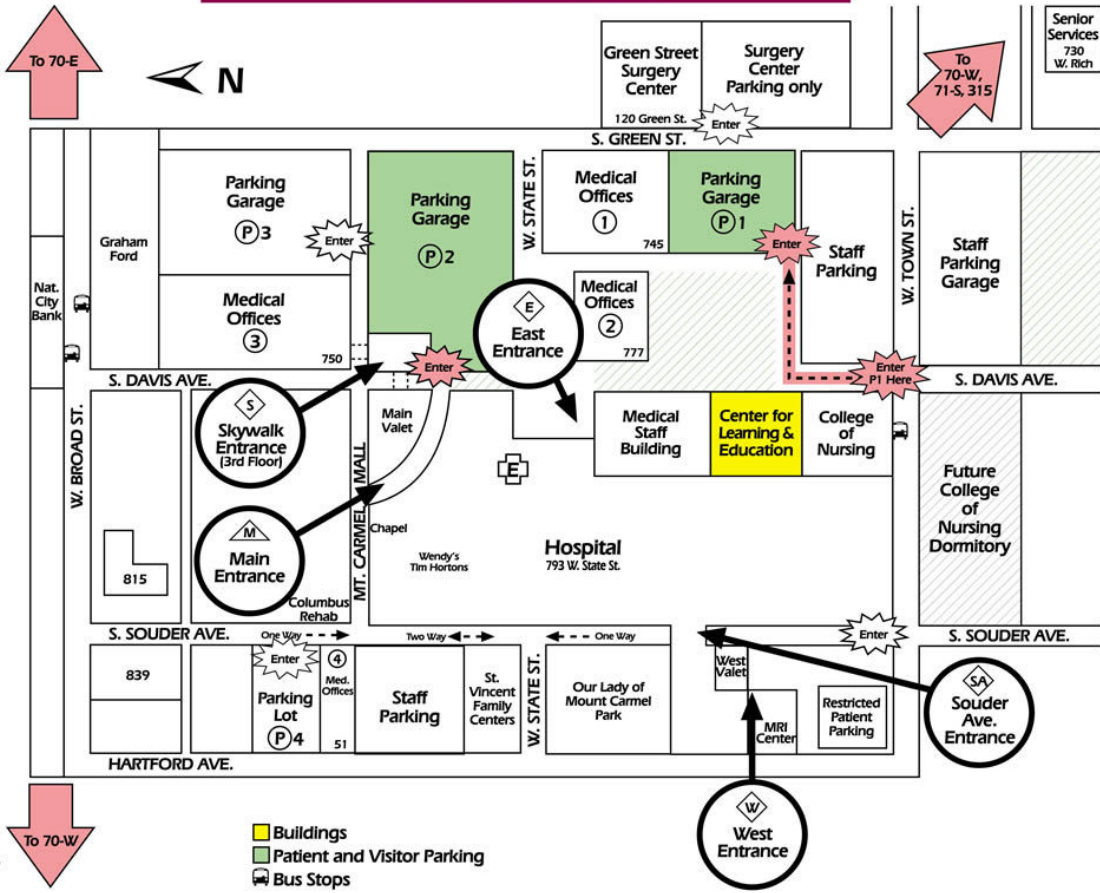 To 70-E
N
Green Street
Surgery
Center
120 Green St.
Surgery
Center
Parking only
Enter
To
70-W,
71-S, 315
Senior
Services
730
W. Rich
S. GREEN ST.
Graham
Ford
Parking
Garage
P 3
Enter
Parking
Garage
P 2
W. STATE ST.
Medical
Offices
1
745
Parking
Garage
P 1
Enter
Staff
Parking
W. TOWN ST.
Staff
Parking
Garage
Nat.
City
Bank
Medical
Offices
3
750
Enter
E
East
Entrance
Medical
Offices
2
777
Enter
P1 Here
S. DAVIS AVE.
S. DAVIS AVE.
W. BROAD ST.
S
Skywalk
Entrance
(3rd Floor)
Main
Valet
MT. CARMEL MALL
Medical
Staff
Building
Center for
Learning &
Education
College
of
Nursing
E
Future
College
of
Nursing
Dormitory
M
Main
Entrance
Chapel
Wendy's
Tim Hortons
Hospital
793 W. State St.
815
Columbus
Rehab
S. SOUDER AVE.
One Way
Two Way
One Way
Enter
S. SOUDER AVE.
839
Enter
Parking
Lot
P 4
4
Med.
Offices
51
Staff
Parking
St.
Vincent
Family
Centers
W. STATE ST.
Our Lady of
Mount Carmel
Park
West
Valet
MRI
Center
Restricted
Patient
Parking
SA
Souder
Ave.
Entrance
HARTFORD AVE.
To 70-W
W
West
Entrance
Buildings
Patient and Visitor Parking
Bus Stops